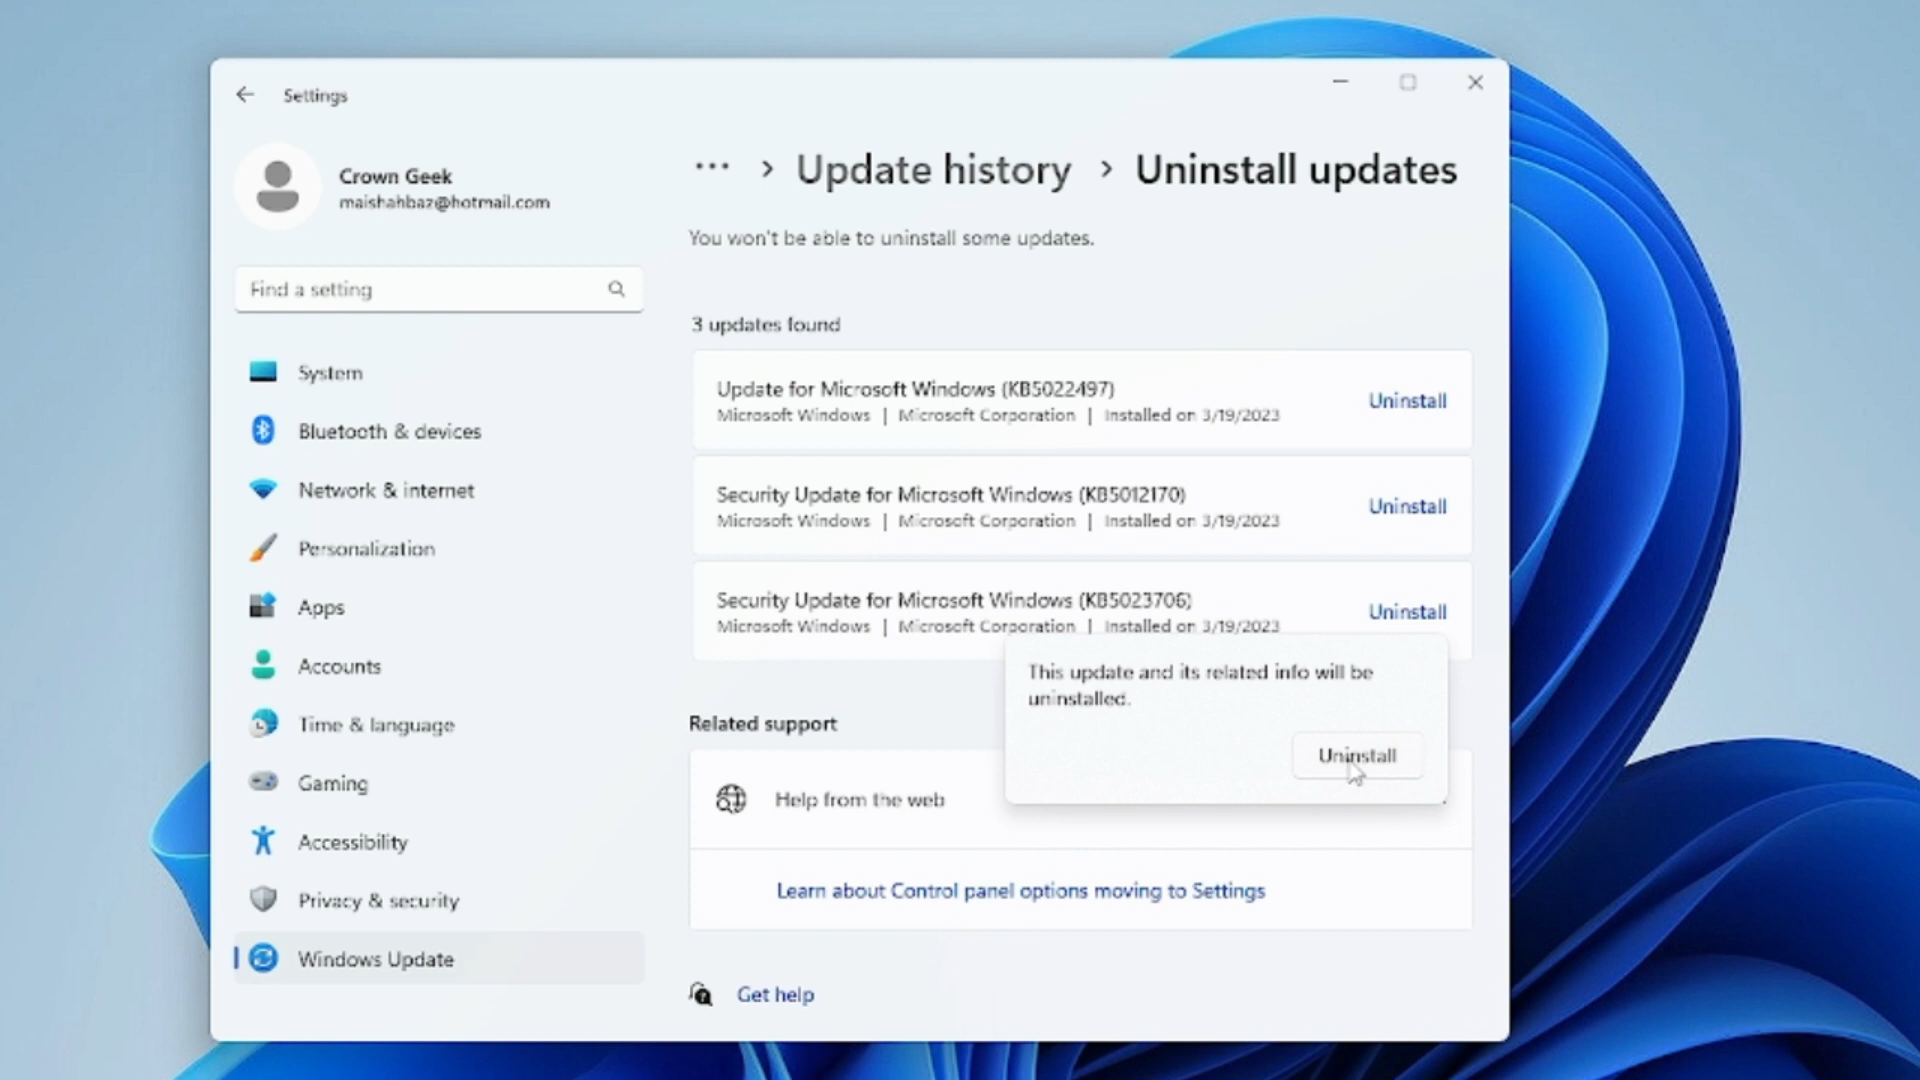 Settings
Crown Geek
maishahbaz@hotmail.com
Find a setting
System
Bluetooth & devices
Network & internet
Personalization
Apps
Accounts
Time & language
Gaming
Accessibility
Privacy & security
Windows Update
... > Update history > Uninstall updates
You won't be able to uninstall some updates.
3 updates found
Update for Microsoft Windows (KB5022497)
Microsoft Windows | Microsoft Corporation | Installed on 3/19/2023
Uninstall
Security Update for Microsoft Windows (KB5012170)
Microsoft Windows | Microsoft Corporation | Installed on 3/19/2023
Uninstall
Security Update for Microsoft Windows (KB5023706)
Microsoft Windows | Microsoft Corporation | Installed on 3/19/2023
Uninstall
This update and its related info will be
uninstalled.
Uninstall
Related support
Help from the web
Learn about Control panel options moving to Settings
Get help